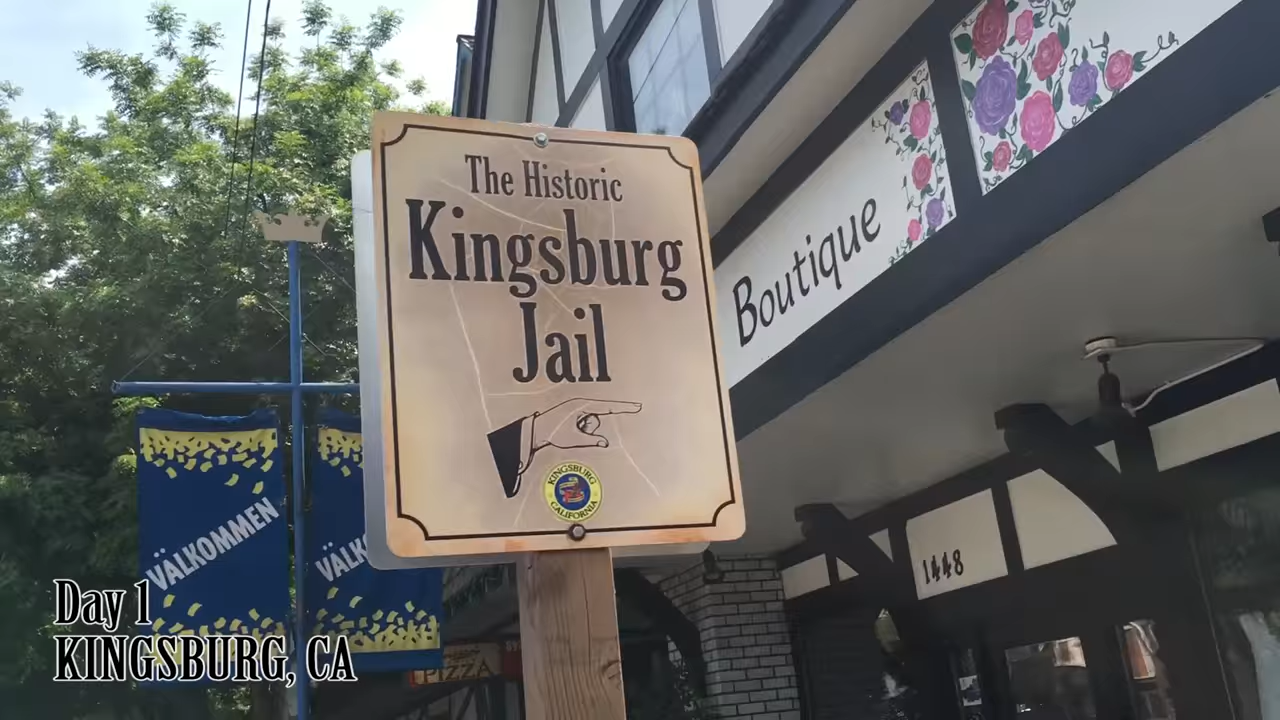 The Historic
Kingsburg
Jail
KINGSBURG
CALIFORNIA
Boutique
1448
VÄLKOMMEN
VÄLK
PIZZA
Day 1
KINGSBURG, CA